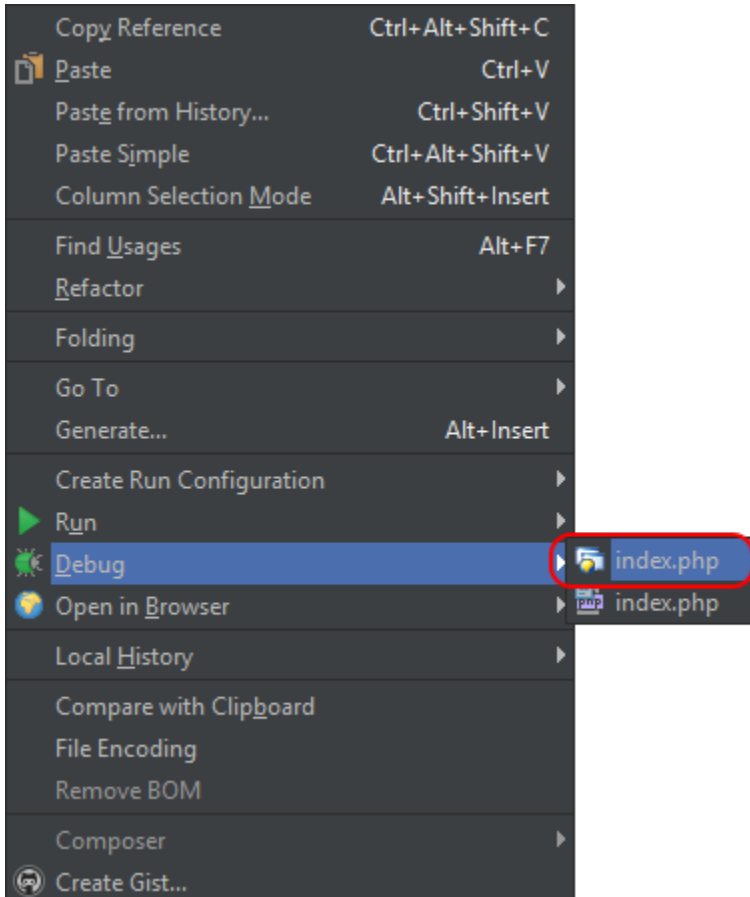 Copy Reference Ctrl+Alt+Shift+C
Paste Ctrl+V
Paste from History... Ctrl+Shift+V
Paste Simple Ctrl+Alt+Shift+V
Column Selection Mode Alt+Shift+Insert
Find Usages Alt+F7
Refactor
Folding
Go To
Generate... Alt+Insert
Create Run Configuration
Run
Debug
index.php
Open in Browser
php index.php
Local History
Compare with Clipboard
File Encoding
Remove BOM
Composer
Create Gist...